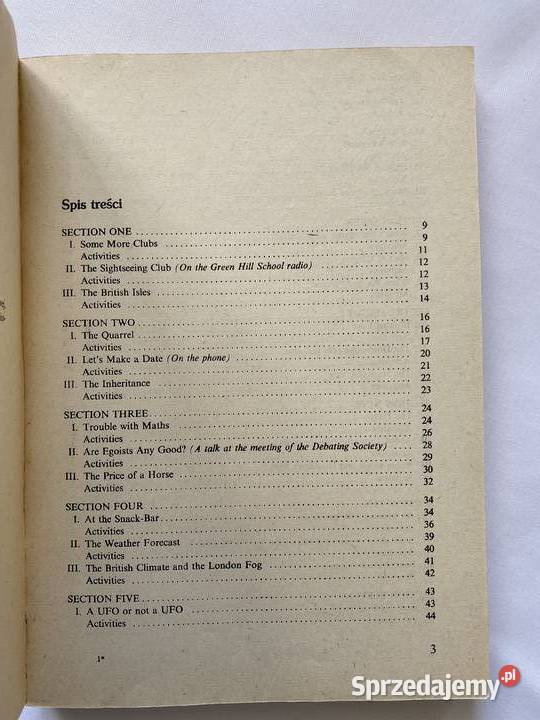 Spis treści
SECTION ONE 9
I. Some More Clubs 9
Activities 11
II. The Sightseeing Club (On the Green Hill School radio) 12
Activities 12
III. The British Isles 13
Activities 14
SECTION TWO 16
I. The Quarrel 16
Activities 17
II. Let's Make a Date (On the phone) 20
Activities 21
III. The Inheritance 22
Activities 23
SECTION THREE 24
I. Trouble with Maths 24
Activities 26
II. Are Egoists Any Good? (A talk at the meeting of the Debating Society) 28
Activities 29
III. The Price of a Horse 30
Activities 32
SECTION FOUR 34
I. At the Snack-Bar 34
Activities 36
II. The Weather Forecast 39
Activities 40
III. The British Climate and the London Fog 41
Activities 42
SECTION FIVE 43
I. A UFO or not a UFO 43
Activities 44
1*
3
Sprzedajemy.pl